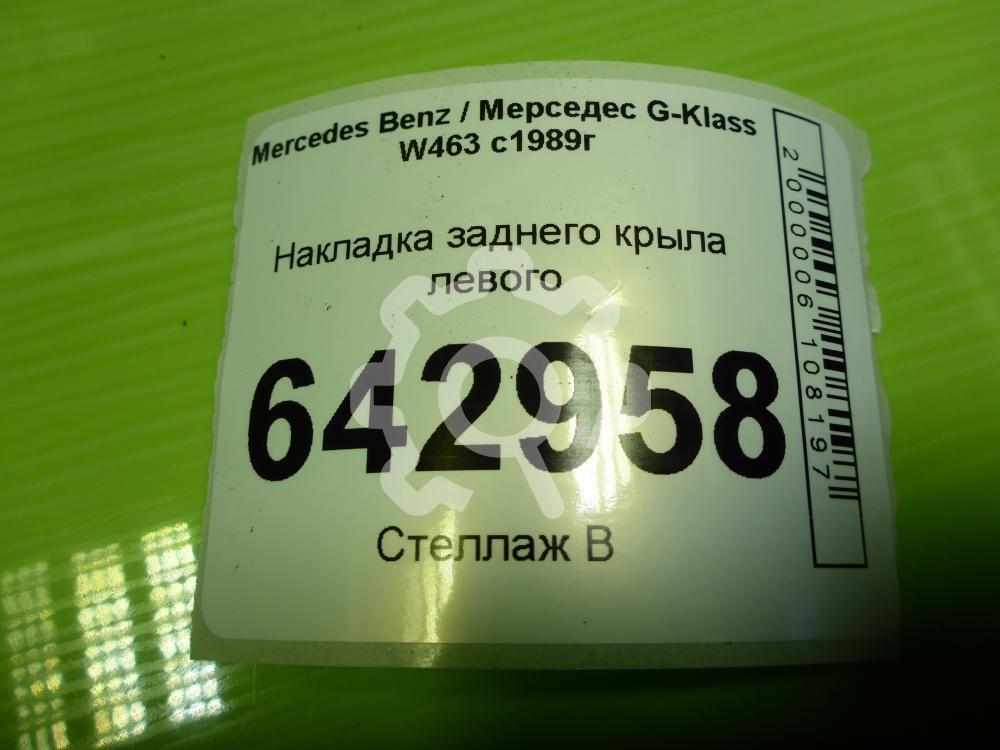 Mercedes Benz / Мерседес G-Klass
W463 с1989г
Накладка заднего крыла
левого
642958
Стеллаж В
2000006108197